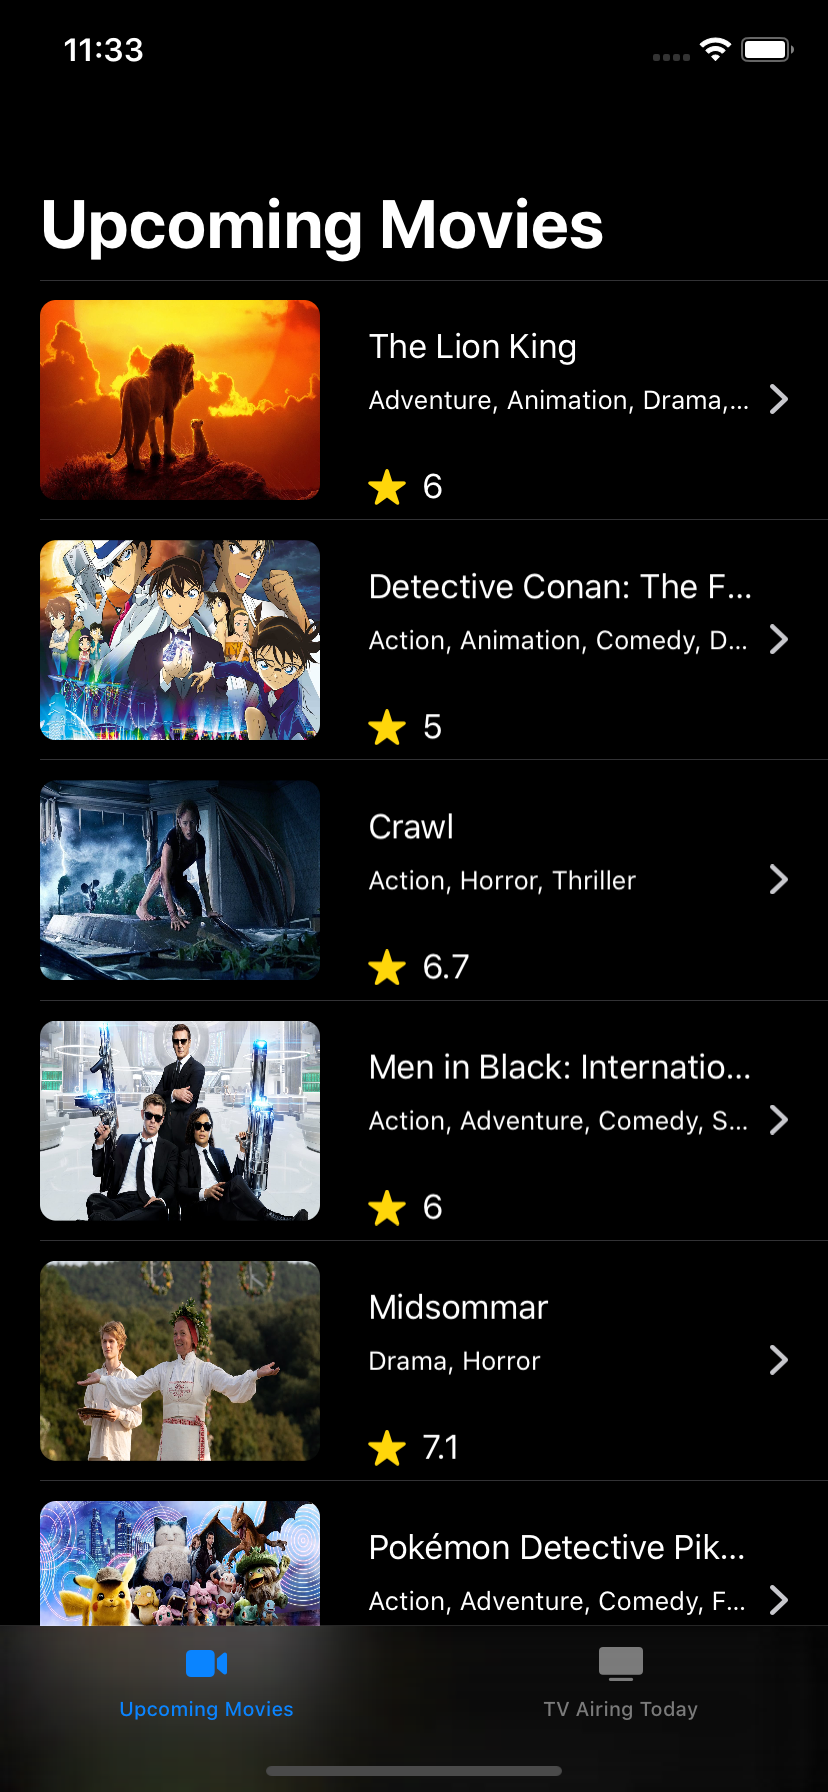 11:33
Upcoming Movies
The Lion King
Adventure, Animation, Drama,...
6
Detective Conan: The F...
Action, Animation, Comedy, D...
5
Crawl
Action, Horror, Thriller
6.7
Men in Black: Internatio...
Action, Adventure, Comedy, S...
6
Midsommar
Drama, Horror
7.1
Pokémon Detective Pik...
Action, Adventure, Comedy, F...
Upcoming Movies
TV Airing Today